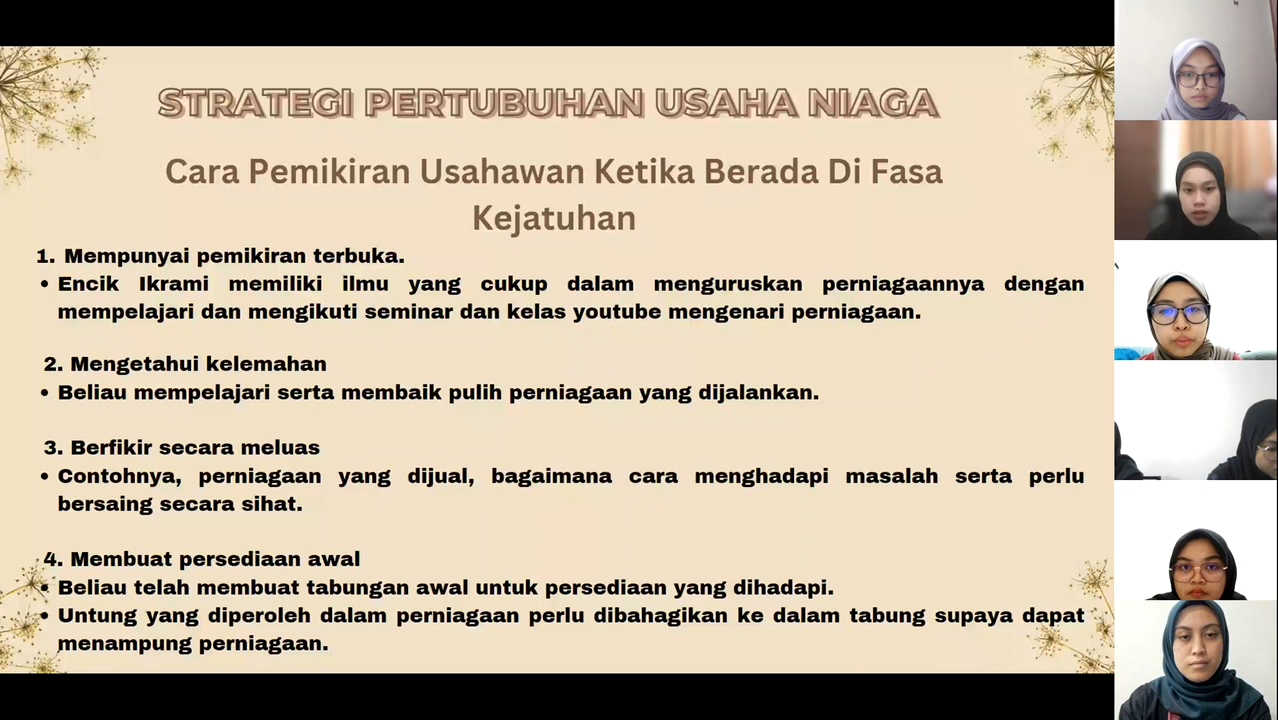 STRATEGI PERTUBUHAN USAHA NIAGA
Cara Pemikiran Usahawan Ketika Berada Di Fasa
Kejatuhan
1. Mempunyai pemikiran terbuka.
• Encik Ikrami memiliki ilmu yang cukup dalam menguruskan perniagaannya dengan
mempelajari dan mengikuti seminar dan kelas youtube mengenari perniagaan.
2. Mengetahui kelemahan
• Beliau mempelajari serta membaik pulih perniagaan yang dijalankan.
3. Berfikir secara meluas
• Contohnya, perniagaan yang dijual, bagaimana cara menghadapi masalah serta perlu
bersaing secara sihat.
4. Membuat persediaan awal
• Beliau telah membuat tabungan awal untuk persediaan yang dihadapi.
• Untung yang diperoleh dalam perniagaan perlu dibahagikan ke dalam tabung supaya dapat
menampung perniagaan.